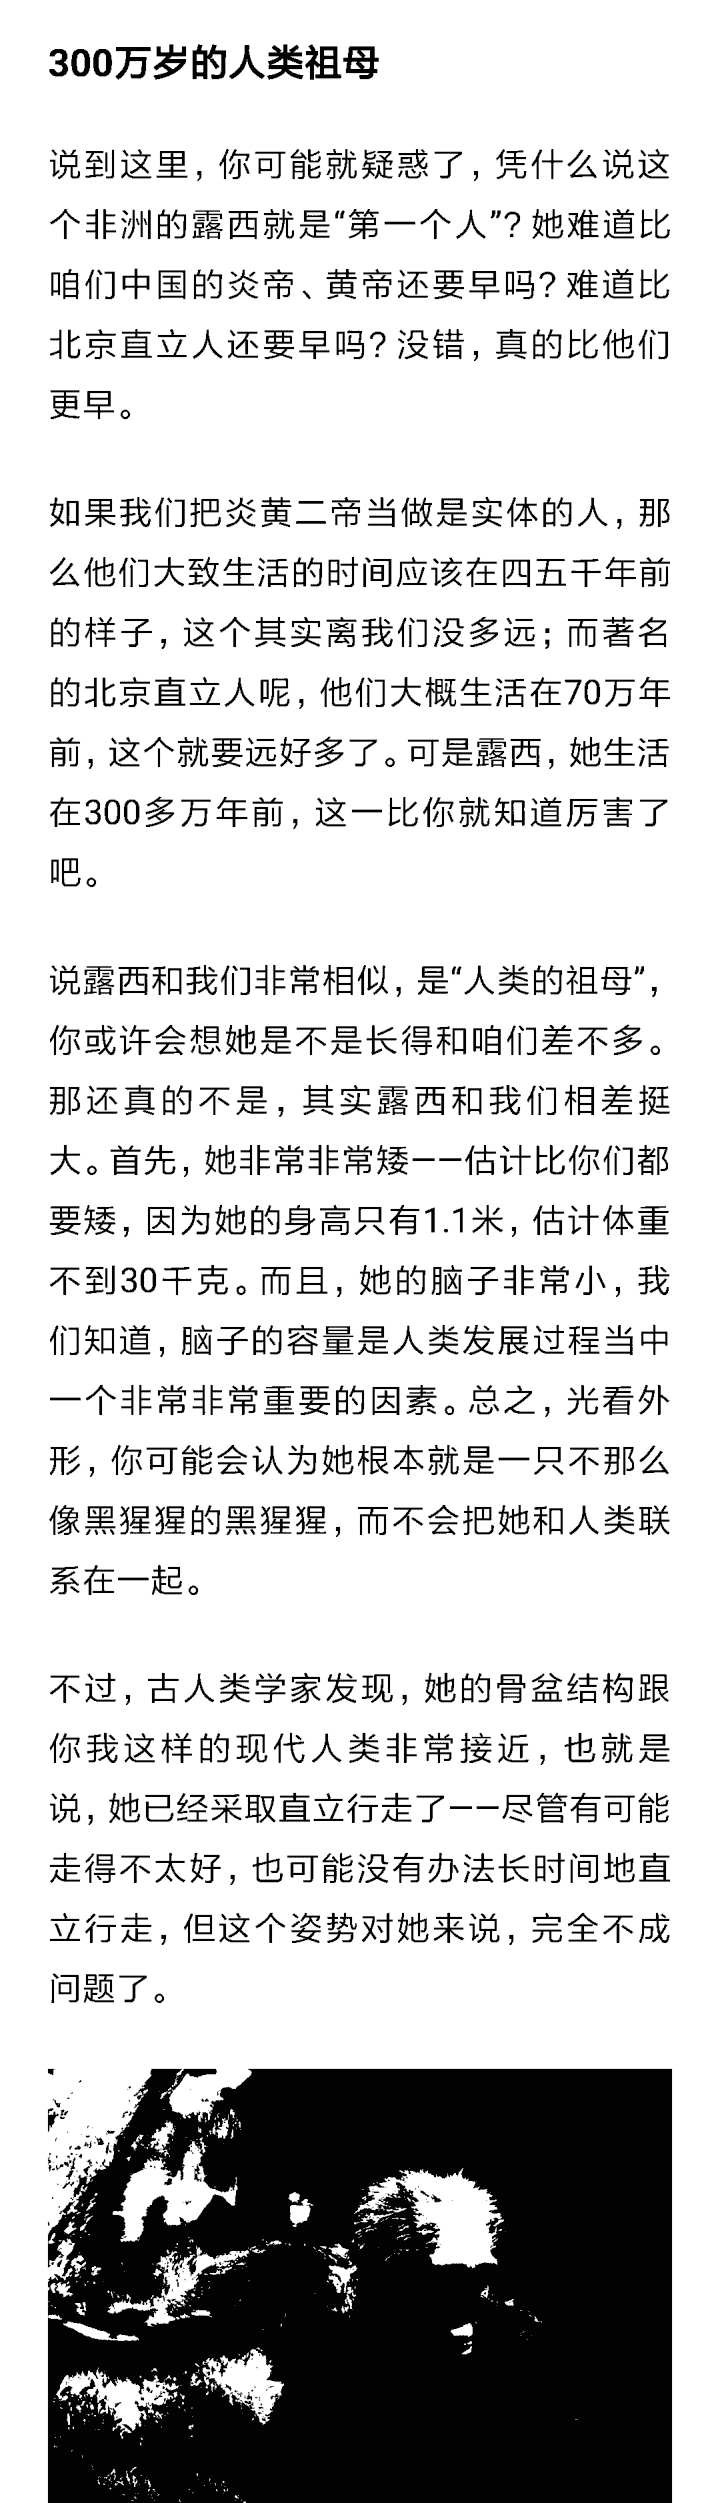 300万岁的人类祖母
说到这里，你可能就疑惑了，凭什么说这
个非洲的露西就是“第一个人”？她难道比
咱们中国的炎帝、黄帝还要早吗？难道比
北京直立人还要早吗？没错，真的比他们
更早。
如果我们把炎黄二帝当做是实体的人，那
么他们大致生活的时间应该在四五千年前
的样子，这个其实离我们没多远；而著名
的北京直立人呢，他们大概生活在70万年
前，这个就要远好多了。可是露西，她生活
在300多万年前，这一比你就知道厉害了
吧。
说露西和我们非常相似，是“人类的祖母”，
你或许会想她是不是长得和咱们差不多。
那还真的不是，其实露西和我们相差挺
大。首先，她非常非常矮——估计比你们都
要矮，因为她的身高只有1.1米，估计体重
不到30千克。而且，她的脑子非常小，我
们知道，脑子的容量是人类发展过程当中
一个非常非常重要的因素。总之，光看外
形，你可能会认为她根本就是一只不那么
像黑猩猩的黑猩猩，而不会把她和人类联
系在一起。
不过，古人类学家发现，她的骨盆结构跟
你我这样的现代人类非常接近，也就是
说，她已经采取直立行走了——尽管有可能
走得不太好，也可能没有办法长时间地直
立行走，但这个姿势对她来说，完全不成
问题了。